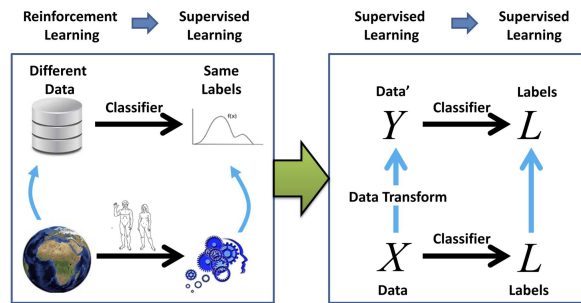 Reinforcement Learning
Supervised Learning
Supervised Learning
Supervised Learning
Different Data
Same Labels
Classifier
f(x)
Data'
Labels
Classifier
Y
L
Data Transform
Classifier
X
L
Data
Labels